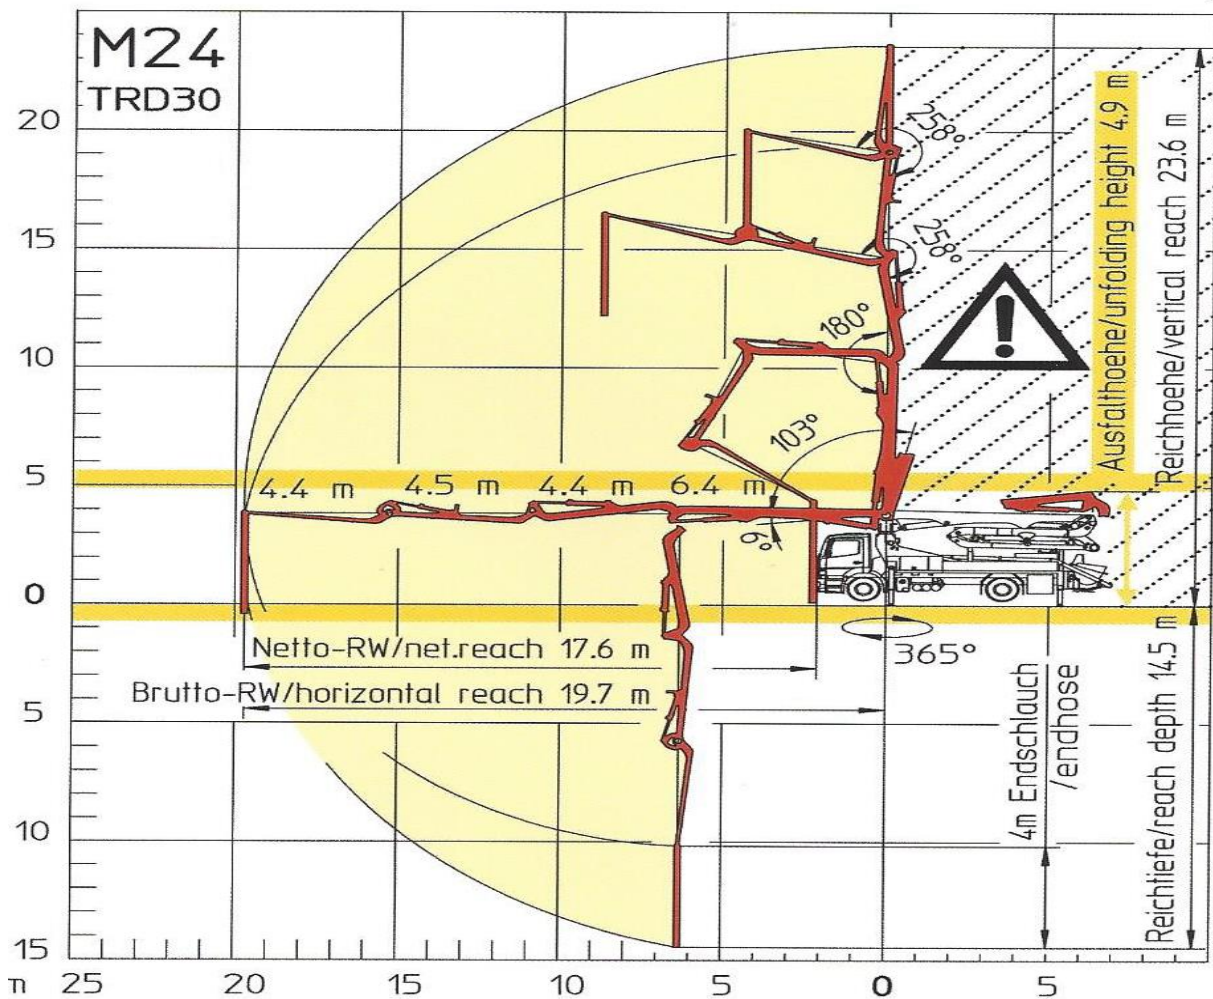 M24
TRD30
20
15
10
5
0
5
10
15
258°
258°
180°
103°
9°
4.4 m
4.5 m
4.4 m
6.4 m
Ausfalthoehe/unfolding height 4.9 m
Reichhoehe/vertical reach 23.6 m
Netto-RW/net.reach 17.6 m
Brutto-RW/horizontal reach 19.7 m
365°
4m Endschlauch
/endhose
Reichtiefe/reach depth 14.5 m
m 25 20 15 10 5 0 5